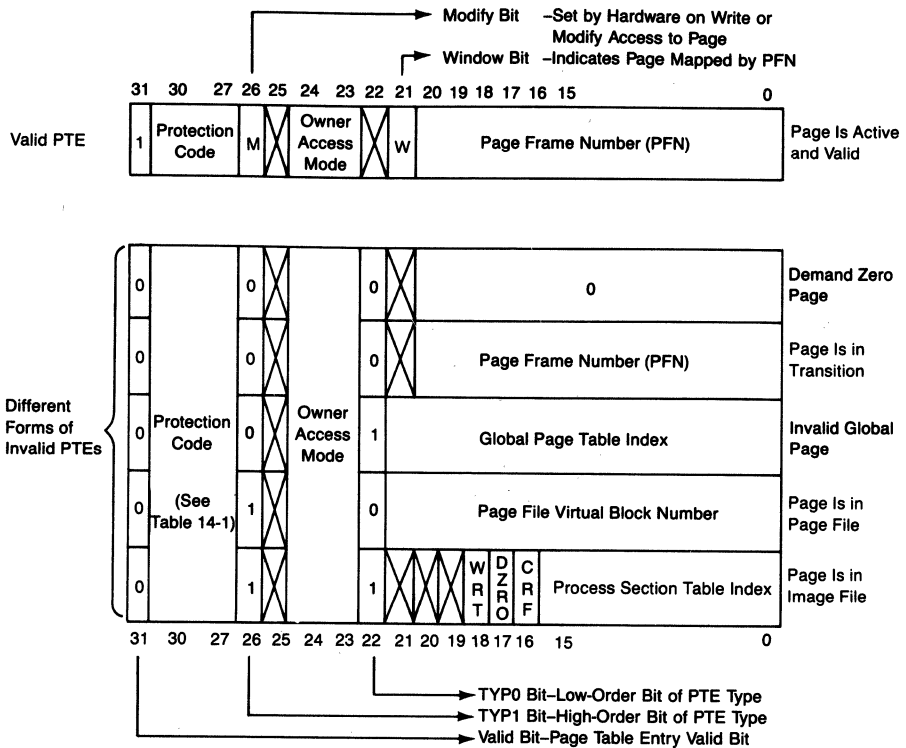 Modify Bit –Set by Hardware on Write or
Modify Access to Page
Window Bit –Indicates Page Mapped by PFN
31 30 27 26 25 24 23 22 21 20 19 18 17 16 15 0
Valid PTE
1
Protection
Code
M
Owner
Access
Mode
W
Page Frame Number (PFN)
Page Is Active
and Valid
Different
Forms of
Invalid PTEs
Protection
Code
(See
Table 14-1)
Owner
Access
Mode
0 0 0 0
Demand Zero
Page
0 0 0 Page Frame Number (PFN)
Page Is in
Transition
0 0 1 Global Page Table Index
Invalid Global
Page
0 1 0 Page File Virtual Block Number
Page Is in
Page File
0 1 1
WRT
DZRO
CRF
Process Section Table Index
Page Is in
Image File
31 30 27 26 25 24 23 22 21 20 19 18 17 16 15 0
TYP0 Bit–Low-Order Bit of PTE Type
TYP1 Bit–High-Order Bit of PTE Type
Valid Bit–Page Table Entry Valid Bit